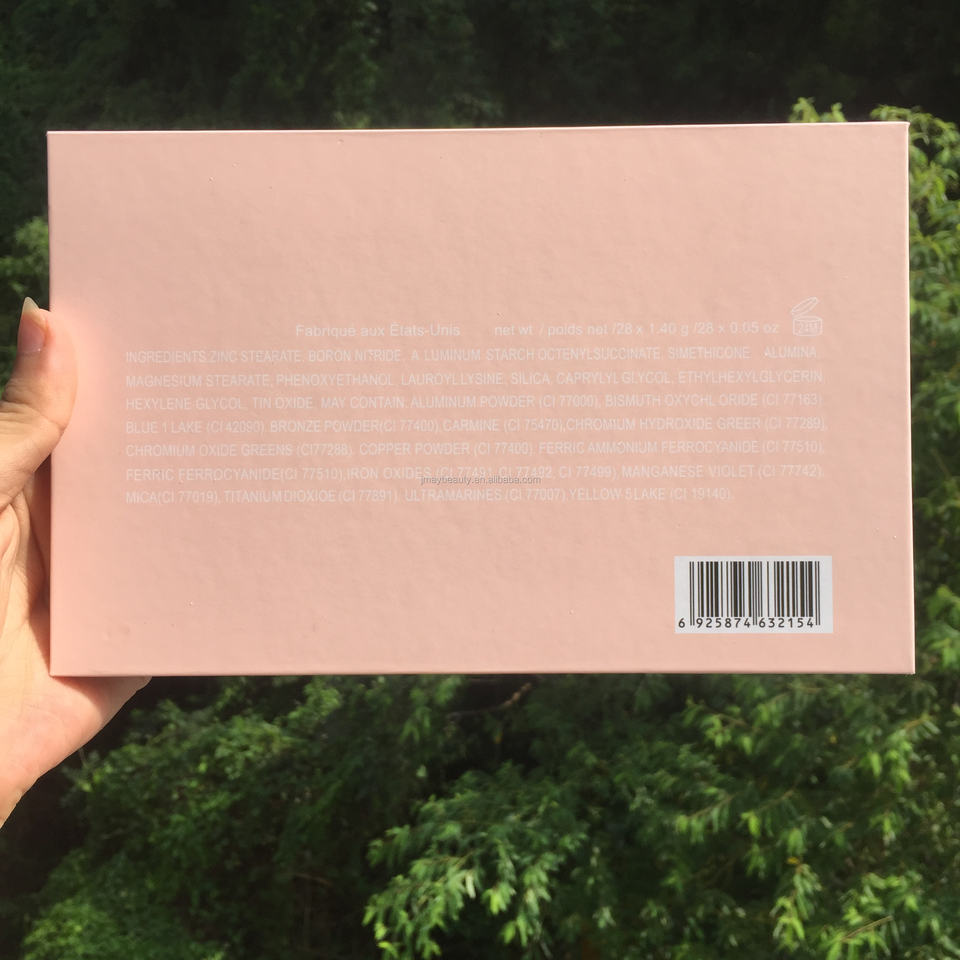 Fabriqué aux États-Unis net wt / poids net /28 x 1.40 g /28 x 0.05 oz 24M
INGREDIENTS:ZINC STEARATE, BORON NITRIDE, A LUMINUM STARCH OCTENYLSUCCINATE, SIMETHICONE ALUMINA,
MAGNESIUM STEARATE, PHENOXYETHANOL, LAUROYL LYSINE, SILICA, CAPRYLYL GLYCOL, ETHYLHEXYLGLYCERIN
HEXYLENE GLYCOL, TIN OXIDE, MAY CONTAIN: ALUMINUM POWDER (CI 77000), BISMUTH OXYCHL ORIDE (CI 77163)
BLUE 1 LAKE (CI 42090), BRONZE POWDER(CI 77400), CARMINE (CI 75470),CHROMIUM HYDROXIDE GREER (CI 77289),
CHROMIUM OXIDE GREENS (CI77288), COPPER POWDER (CI 77400), FERRIC AMMONIUM FERROCYANIDE (CI 77510),
FERRIC FERROCYANIDE(CI 77510),IRON OXIDES (CI 77491, CI 77492, CI 77499), MANGANESE VIOLET (CI 77742),
jmaybeauty.en.alibaba.com
MICA(CI 77019), TITANIUM DIOXIOE (CI 77891), ULTRAMARINES (CI 77007), YELLOW 5 LAKE (CI 19140).
6 925874 632154